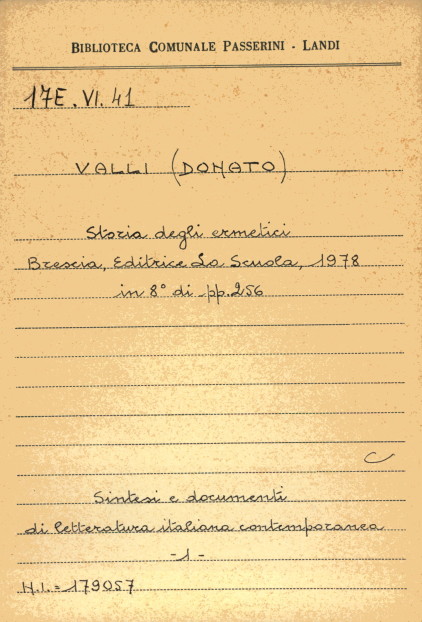 BIBLIOTECA COMUNALE PASSERINI - LANDI
17E. VI. 41
VALLI (DONATO)
Storia degli ermetici
Brescia, Editrice La Scuola, 1978
in 8° di pp. 256
C
Sintesi e documenti
di letteratura italiana contemporanea
- 1 -
N.I. = 179057